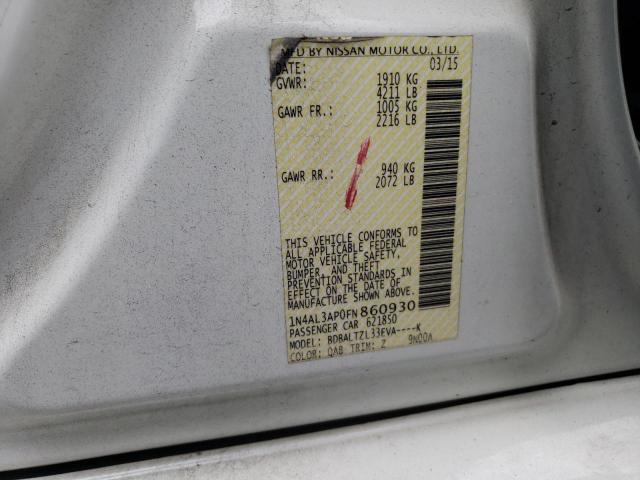 MFD BY NISSAN MOTOR CO., LTD.
DATE: 03/15
GVWR: 1910 KG
4211 LB
GAWR FR.: 1005 KG
2216 LB
GAWR RR.: 940 KG
2072 LB
THIS VEHICLE CONFORMS TO
ALL APPLICABLE FEDERAL
MOTOR VEHICLE SAFETY,
BUMPER, AND THEFT
PREVENTION STANDARDS IN
EFFECT ON THE DATE OF
MANUFACTURE SHOWN ABOVE.
1N4AL3AP0FN860930
PASSENGER CAR 621850
MODEL: BDBALTZL33EVA----K
COLOR: QAB TRIM: Z 9N00A